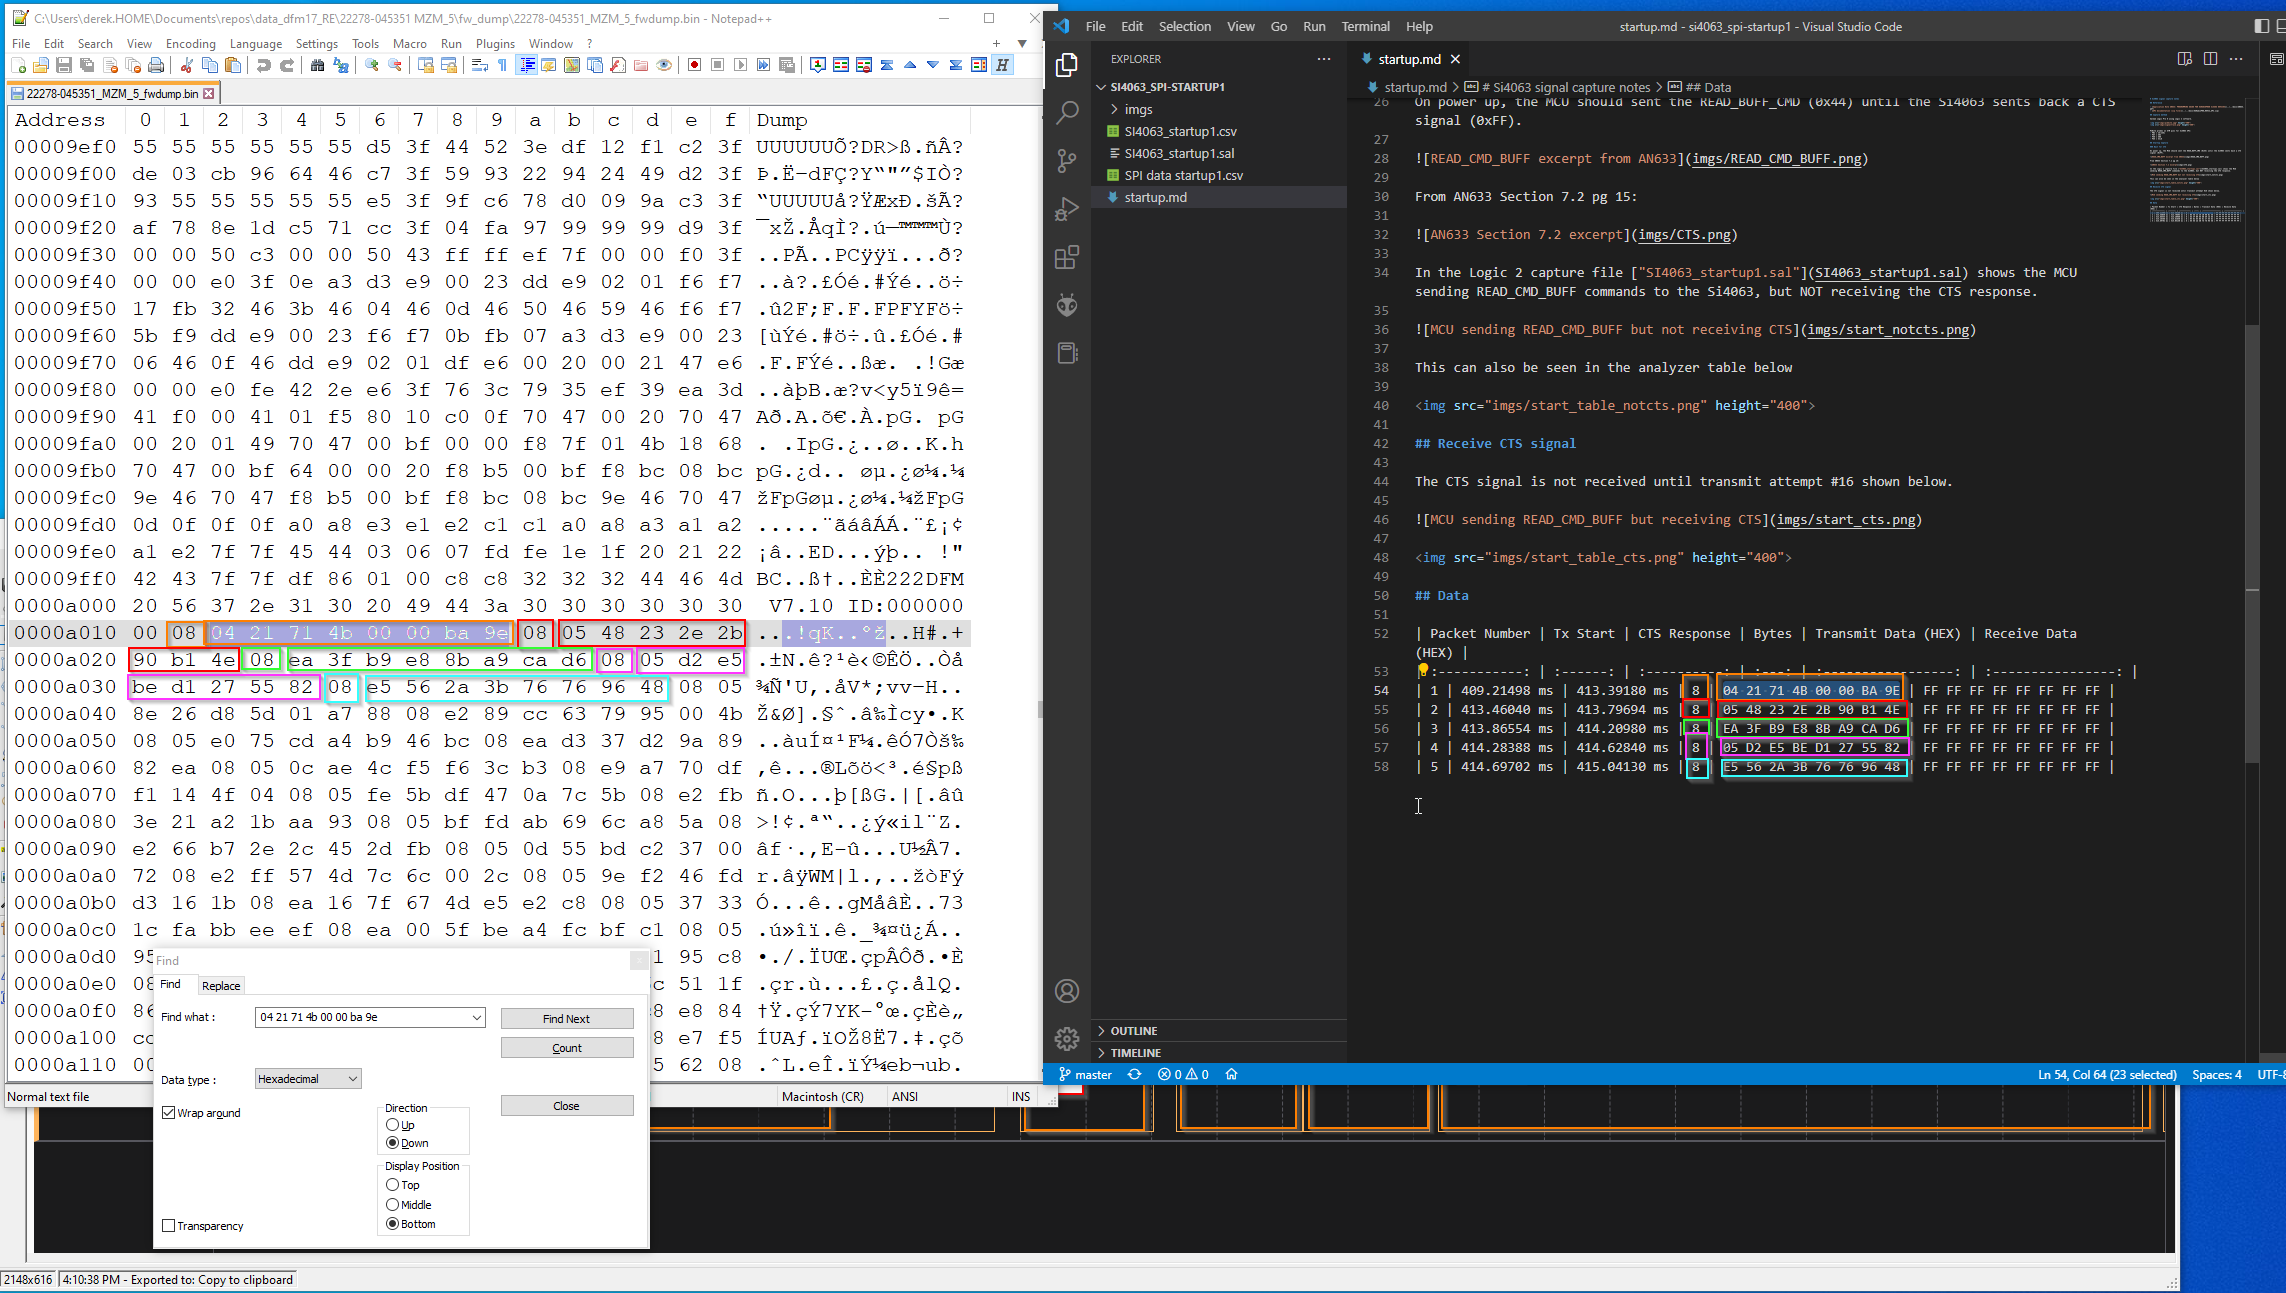 C:\Users\derek.HOME\Documents\repos\data_dfm17_RE\22278-045351 MZM_5\fw_dump\22278-045351_MZM_5_fwdump.bin - Notepad++
File Edit Search View Encoding Language Settings Tools Macro Run Plugins Window ?
22278-045351_MZM_5_fwdump.bin
Address 0 1 2 3 4 5 6 7 8 9 a b c d e f Dump
00009ef0 55 55 55 55 55 55 d5 3f 44 52 3e df 12 f1 c2 3f UUUUUUÕ?DR>ß.ñÂ?
00009f00 de 03 cb 96 64 46 c7 3f 59 93 22 94 24 49 d2 3f Þ.Ë–dFÇ?Y“"”$IÒ?
00009f10 93 55 55 55 55 55 e5 3f 9f c6 78 d0 09 9a c3 3f “UUUUUå?ŸÆxÐ.šÃ?
00009f20 af 78 8e 1d c5 71 cc 3f 04 fa 97 99 99 99 d9 3f ¯xŽ.ÅqÌ?.ú—™™™Ù?
00009f30 00 00 50 c3 00 00 50 43 ff ff ef 7f 00 00 f0 3f ..PÃ..PCÿÿï...ð?
00009f40 00 00 e0 3f 0e a3 d3 e9 00 23 dd e9 02 01 f6 f7 ..à?.£Óé.#Ýé..ö÷
00009f50 17 fb 32 46 3b 46 04 46 0d 46 50 46 59 46 f6 f7 .û2F;F.F.FPFYFö÷
00009f60 5b f9 dd e9 00 23 f6 f7 0b fb 07 a3 d3 e9 00 23 [ùÝé.#ö÷.û.£Óé.#
00009f70 06 46 0f 46 dd e9 02 01 df e6 00 20 00 21 47 e6 .F.FÝé..ßæ. .!Gæ
00009f80 00 00 e0 fe 42 2e e6 3f 76 3c 79 35 ef 39 ea 3d ..àþB.æ?v<y5ï9ê=
00009f90 41 f0 00 41 01 f5 80 10 c0 0f 70 47 00 20 70 47 Að.A.õ€.À.pG. pG
00009fa0 00 20 01 49 70 47 00 bf 00 00 f8 7f 01 4b 18 68 . .IpG.¿..ø..K.h
00009fb0 70 47 00 bf 64 00 00 20 f8 b5 00 bf f8 bc 08 bc pG.¿d.. øµ.¿ø¼.¼
00009fc0 9e 46 70 47 f8 b5 00 bf f8 bc 08 bc 9e 46 70 47 žFpGøµ.¿ø¼.¼žFpG
00009fd0 0d 0f 0f 0f a0 a8 e3 e1 e2 c1 c1 a0 a8 a3 a1 a2 .....¨ãáâÁÁ.¨£¡¢
00009fe0 a1 e2 7f 7f 45 44 03 06 07 fd fe 1e 1f 20 21 22 ¡â..ED...ýþ.. !"
00009ff0 42 43 7f 7f df 86 01 00 c8 c8 32 32 32 44 46 4d BC..ß†..ÈÈ222DFM
0000a000 20 56 37 2e 31 30 20 49 44 3a 30 30 30 30 30 30 V7.10 ID:000000
0000a010 00 08 04 21 71 4b 00 00 ba 9e 08 05 48 23 2e 2b ...!qK..ºž..H#.+
0000a020 90 b1 4e 08 ea 3f b9 e8 8b a9 ca d6 08 05 d2 e5 .±N.ê?¹è‹©ÊÖ..Òå
0000a030 be d1 27 55 82 08 e5 56 2a 3b 76 76 96 48 08 05 ¾Ñ'U‚.åV*;vv–H..
0000a040 8e 26 d8 5d 01 a7 88 08 e2 89 cc 63 79 95 00 4b Ž&Ø].§ˆ.â‰Ìcy•.K
0000a050 08 05 e0 75 cd a4 b9 46 bc 08 ea d3 37 d2 9a 89 ..àuÍ¤¹F¼.êÓ7Òš‰
0000a060 82 ea 08 05 0c ae 4c f5 f6 3c b3 08 e9 a7 70 df ‚ê...®Lõö<³.é§pß
0000a070 f1 14 4f 04 08 05 fe 5b df 47 0a 7c 5b 08 e2 fb ñ.O...þ[ßG.|[.âû
0000a080 3e 21 a2 1b aa 93 08 05 bf fd ab 69 6c a8 5a 08 >!¢.ª“..¿ý«il¨Z.
0000a090 e2 66 b7 2e 2c 45 2d fb 08 05 0d 55 bd c2 37 00 âf·.,E-û...U½Â7.
0000a0a0 72 08 e2 ff 57 4d 7c 6c 00 2c 08 05 9e f2 46 fd r.âÿWM|l.,..žòFý
0000a0b0 d3 16 1b 08 ea 16 7f 67 4d e5 e2 c8 08 05 37 33 Ó...ê..gMåâÈ..73
0000a0c0 1c fa bb ee ef 08 ea 00 5f be a4 fc bf c1 08 05 .ú»îï.ê._¾¤ü¿Á..
0000a0d0 95 1 95 c8 •./.ÏUŒ.çpÂÔð.•È
0000a0e0 08 c 51 1f .çr.ù...£.ç.ålQ.
0000a0f0 86 8 e8 84 †Ÿ.çÝ7YK–°œ.çÈè„
0000a100 8 e7 f5 ÍUAƒ.ïOŽ8Ë7.‡.çõ
0000a110 00 5 62 08 .ˆL.eÎ.ïÝ¼eb¬ub.
Find
Find Replace
Find what : 04 21 71 4b 00 00 ba 9e
Find Next
Count
Data type : Hexadecimal
Close
Wrap around
Direction
Up
Down
Display Position
Top
Middle
Bottom
Transparency
Normal text file Macintosh (CR) ANSI INS
2148x616 4:10:38 PM - Exported to: Copy to clipboard
File Edit Selection View Go Run Terminal Help startup.md - si4063_spi-startup1 - Visual Studio Code
EXPLORER
SI4063_SPI-STARTUP1
imgs
SI4063_startup1.csv
SI4063_startup1.sal
SPI data startup1.csv
startup.md
OUTLINE
TIMELINE
startup.md
startup.md > # Si4063 signal capture notes > ## Data
26 On power up, the MCU should sent the READ_BUFF_CMD (0x44) until the Si4063 sents back a CTS
signal (0xFF).
27
28 ![READ_CMD_BUFF excerpt from AN633](imgs/READ_CMD_BUFF.png)
29
30 From AN633 Section 7.2 pg 15:
31
32 ![AN633 Section 7.2 excerpt](imgs/CTS.png)
33
34 In the Logic 2 capture file ["SI4063_startup1.sal"](SI4063_startup1.sal) shows the MCU
sending READ_CMD_BUFF commands to the Si4063, but NOT receiving the CTS response.
35
36 ![MCU sending READ_CMD_BUFF but not receiving CTS](imgs/start_notcts.png)
37
38 This can also be seen in the analyzer table below
39
40 <img src="imgs/start_table_notcts.png" height="400">
41
42 ## Receive CTS signal
43
44 The CTS signal is not received until transmit attempt #16 shown below.
45
46 ![MCU sending READ_CMD_BUFF but receiving CTS](imgs/start_cts.png)
47
48 <img src="imgs/start_table_cts.png" height="400">
49
50 ## Data
51
52 | Packet Number | Tx Start | CTS Response | Bytes | Transmit Data (HEX) | Receive Data
(HEX) |
53 | :-----------: | :------: | :----------: | :---: | :-----------------: | :---------------: |
54 | 1 | 409.21498 ms | 413.39180 ms | 8 | 04 21 71 4B 00 00 BA 9E | FF FF FF FF FF FF FF FF |
55 | 2 | 413.46040 ms | 413.79694 ms | 8 | 05 48 23 2E 2B 90 B1 4E | FF FF FF FF FF FF FF FF |
56 | 3 | 413.86554 ms | 414.20980 ms | 8 | EA 3F B9 E8 8B A9 CA D6 | FF FF FF FF FF FF FF FF |
57 | 4 | 414.28388 ms | 414.62840 ms | 8 | 05 D2 E5 BE D1 27 55 82 | FF FF FF FF FF FF FF FF |
58 | 5 | 414.69702 ms | 415.04130 ms | 8 | E5 56 2A 3B 76 76 96 48 | FF FF FF FF FF FF FF FF |
master 0 0 Ln 54, Col 64 (23 selected) Spaces: 4 UTF-8